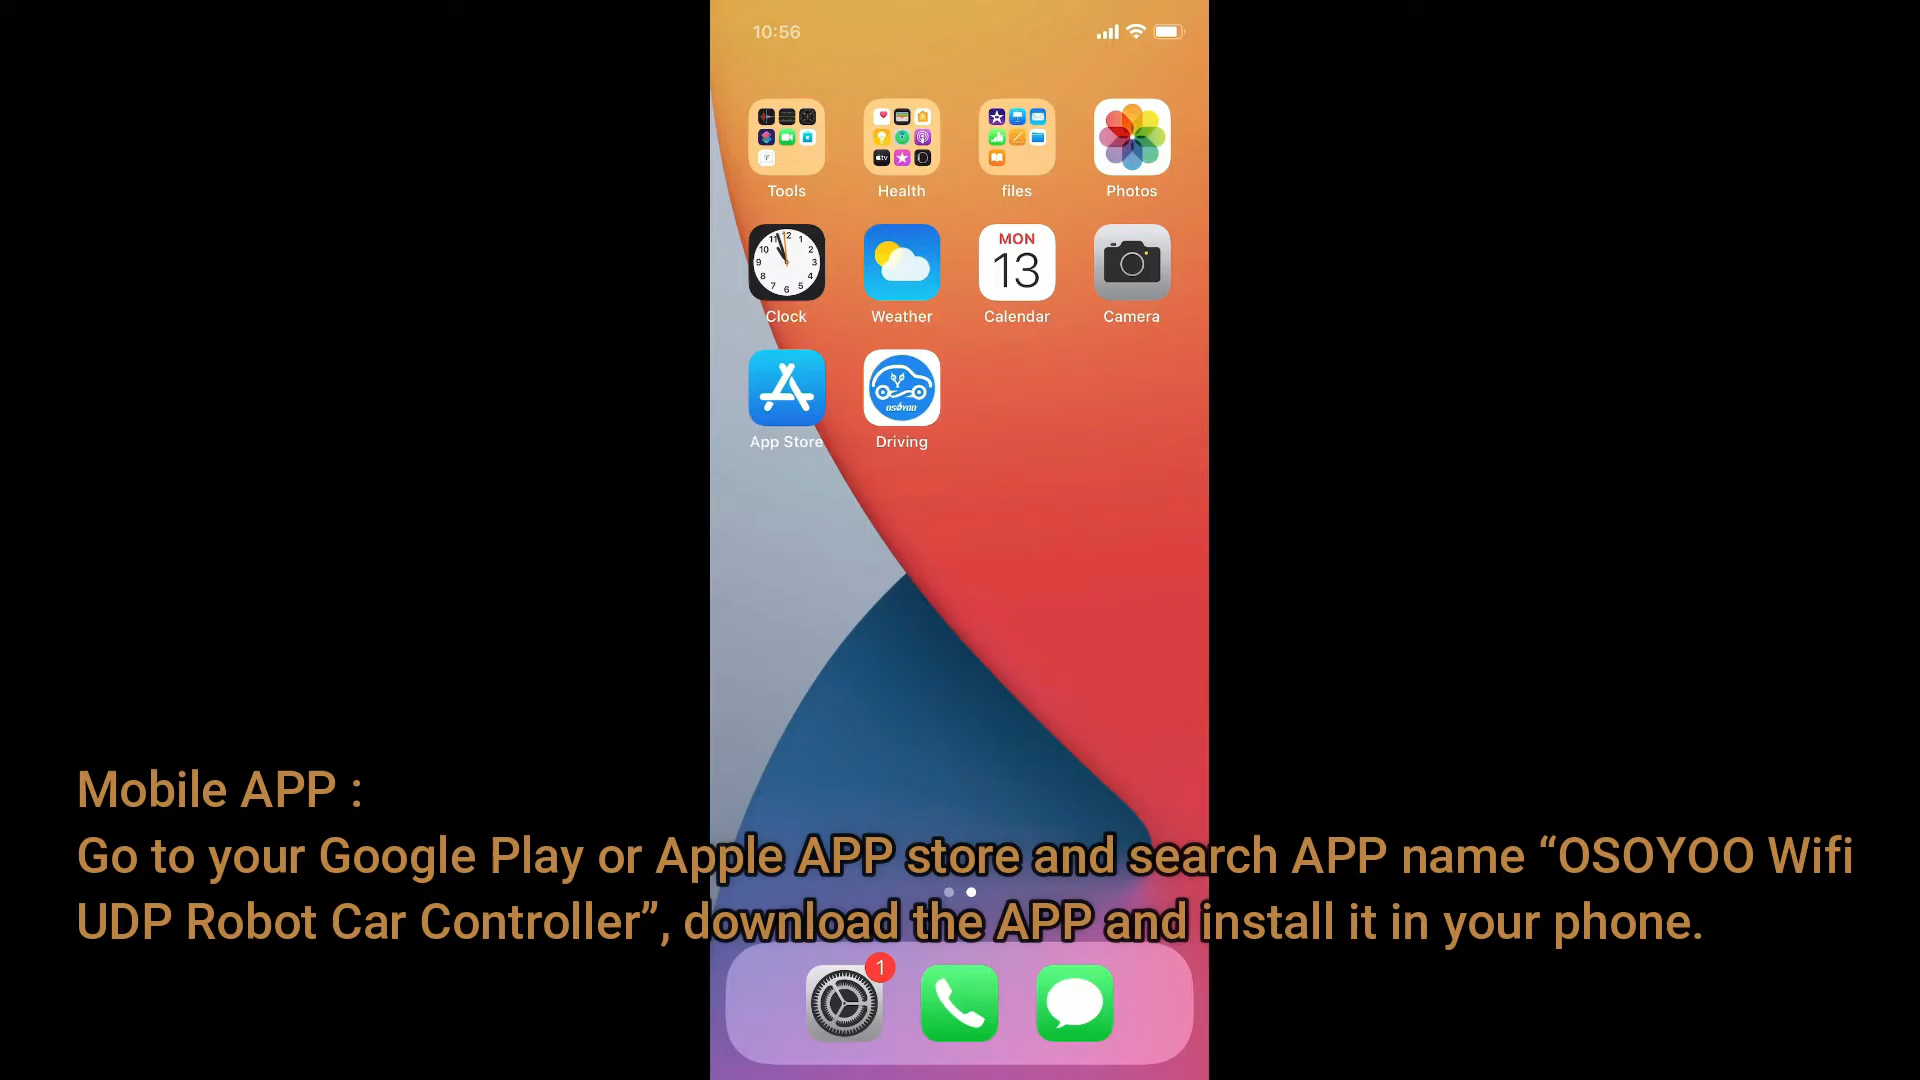 10:56
Tools
Health
files
Photos
MON
13
Clock
Weather
Calendar
Camera
OSOYOO
App Store
Driving
Mobile APP :
Go to your Google Play or Apple APP store and search APP name “OSOYOO Wifi
UDP Robot Car Controller”, download the APP and install it in your phone.
1